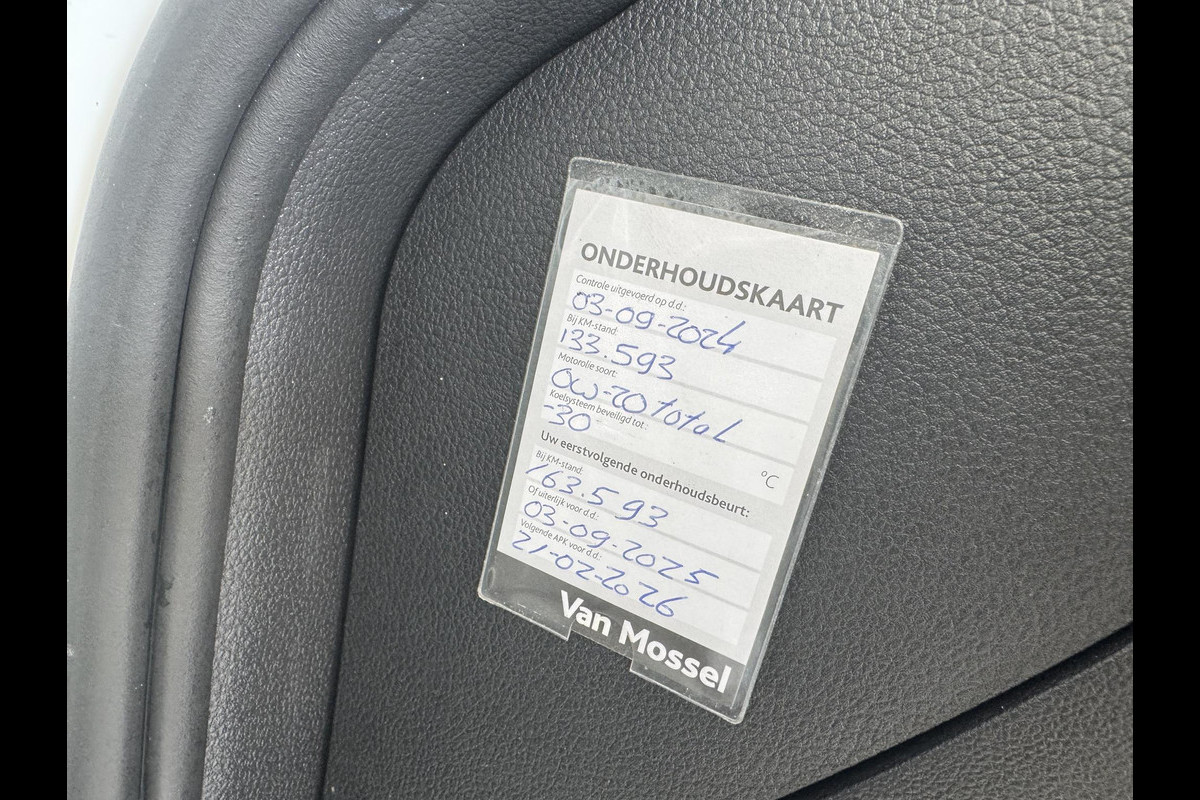 ONDERHOUDSKAART
Controle uitgevoerd op d.d.:
03-09-2024
Bij KM-stand:
133.593
Motorolie soort:
0W-20 total
Koelsysteem beveiligd tot:
-30 °C
Uw eerstvolgende onderhoudsbeurt:
Bij KM-stand:
163.593
Of uiterlijk voor d.d.:
03-09-2025
Volgende APK voor d.d.:
21-02-2026
Van Mossel